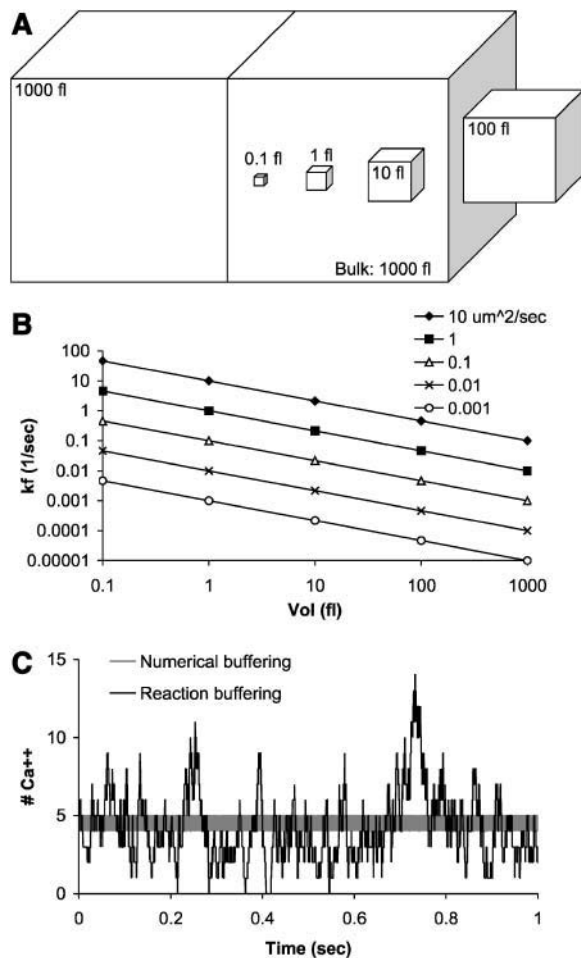 A
1000 fl
0.1 fl
1 fl
10 fl
100 fl
Bulk: 1000 fl
B
10 um^2/sec
1
0.1
0.01
0.001
100
10
1
0.1
0.01
0.001
0.0001
0.00001
kf (1/sec)
0.1 1 10 100 1000
Vol (fl)
C
Numerical buffering
Reaction buffering
15
10
5
0
# Ca++
0 0.2 0.4 0.6 0.8 1
Time (sec)